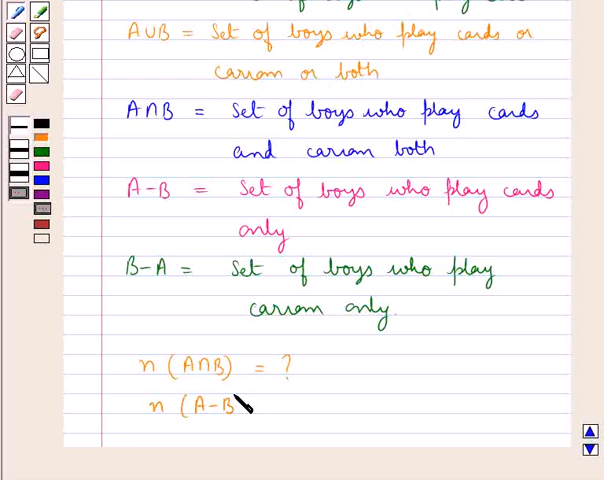 A∪B = Set of boys who play cards or
carrom or both
A∩B = Set of boys who play cards
and carrom both
A-B = Set of boys who play cards
only
B-A = Set of boys who play
carrom only.
n (A∩B) = ?
n (A-B